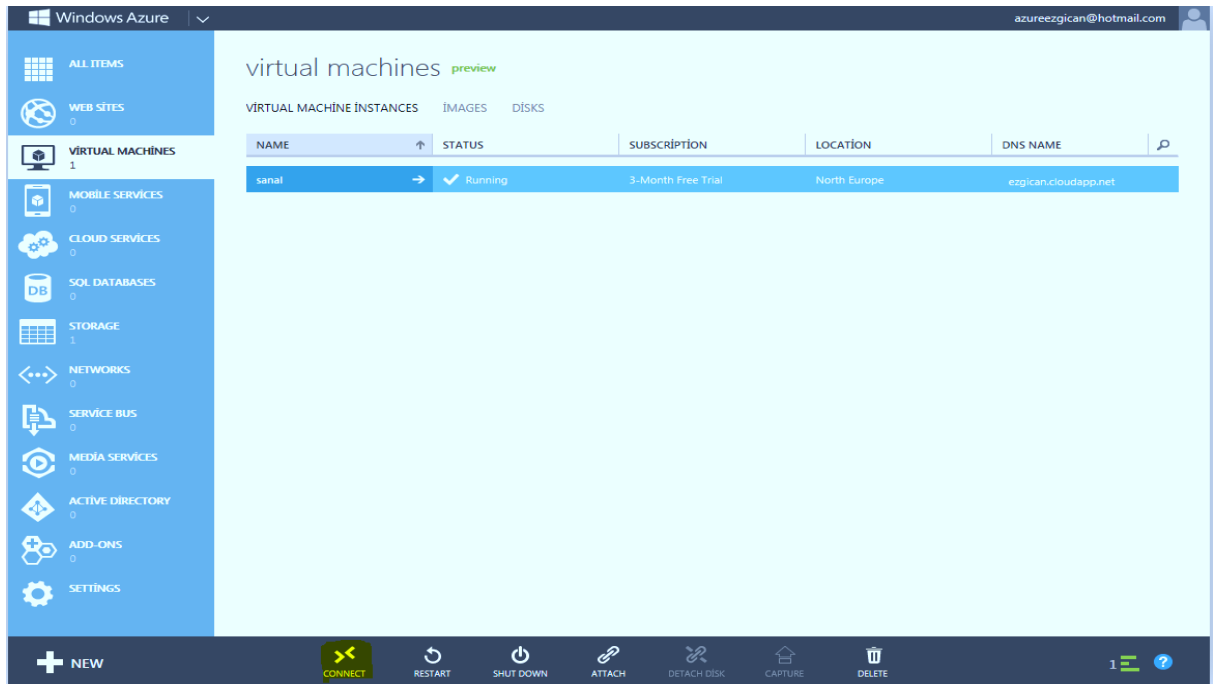 Windows Azure
azureezgican@hotmail.com
ALL ITEMS
WEB SİTES
0
VİRTUAL MACHİNES
1
MOBİLE SERVİCES
0
CLOUD SERVİCES
0
DB
SQL DATABASES
0
STORAGE
1
NETWORKS
0
SERVİCE BUS
0
MEDİA SERVİCES
0
ACTİVE DİRECTORY
0
ADD-ONS
0
SETTİNGS
virtual machines preview
VİRTUAL MACHİNE İNSTANCES İMAGES DİSKS
NAME STATUS SUBSCRİPTİON LOCATİON DNS NAME
sanal Running 3-Month Free Trial North Europe ezgican.cloudapp.net
NEW CONNECT RESTART SHUT DOWN ATTACH DETACH DİSK CAPTURE DELETE 1 ?